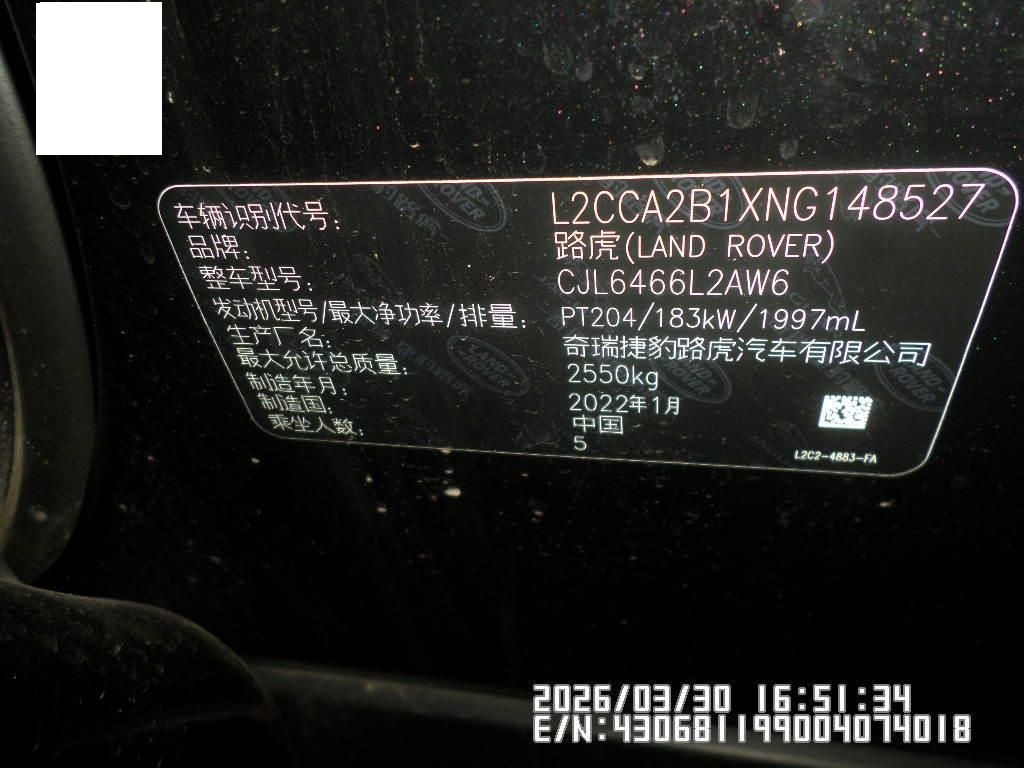 车辆识别代号: L2CCA2B1XNG148527
品牌: 路虎(LAND ROVER)
整车型号: CJL6466L2AW6
发动机型号/最大净功率/排量: PT204/183kW/1997mL
生产厂名: 奇瑞捷豹路虎汽车有限公司
最大允许总质量: 2550kg
制造年月: 2022年1月
制造国: 中国
乘坐人数: 5
L2C2-4883-FA
2026/03/30 16:51:34
E/N:430681199004074018